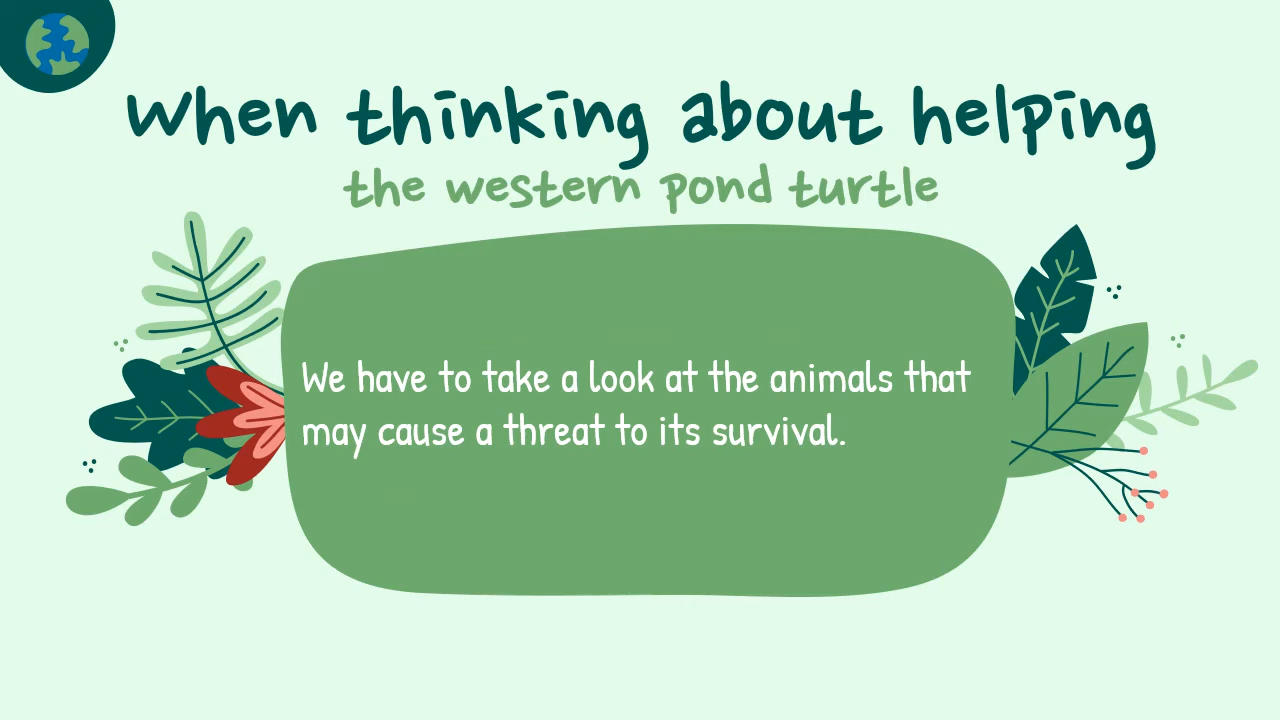 When thinking about helping
the western pond turtle
We have to take a look at the animals that
may cause a threat to its survival.